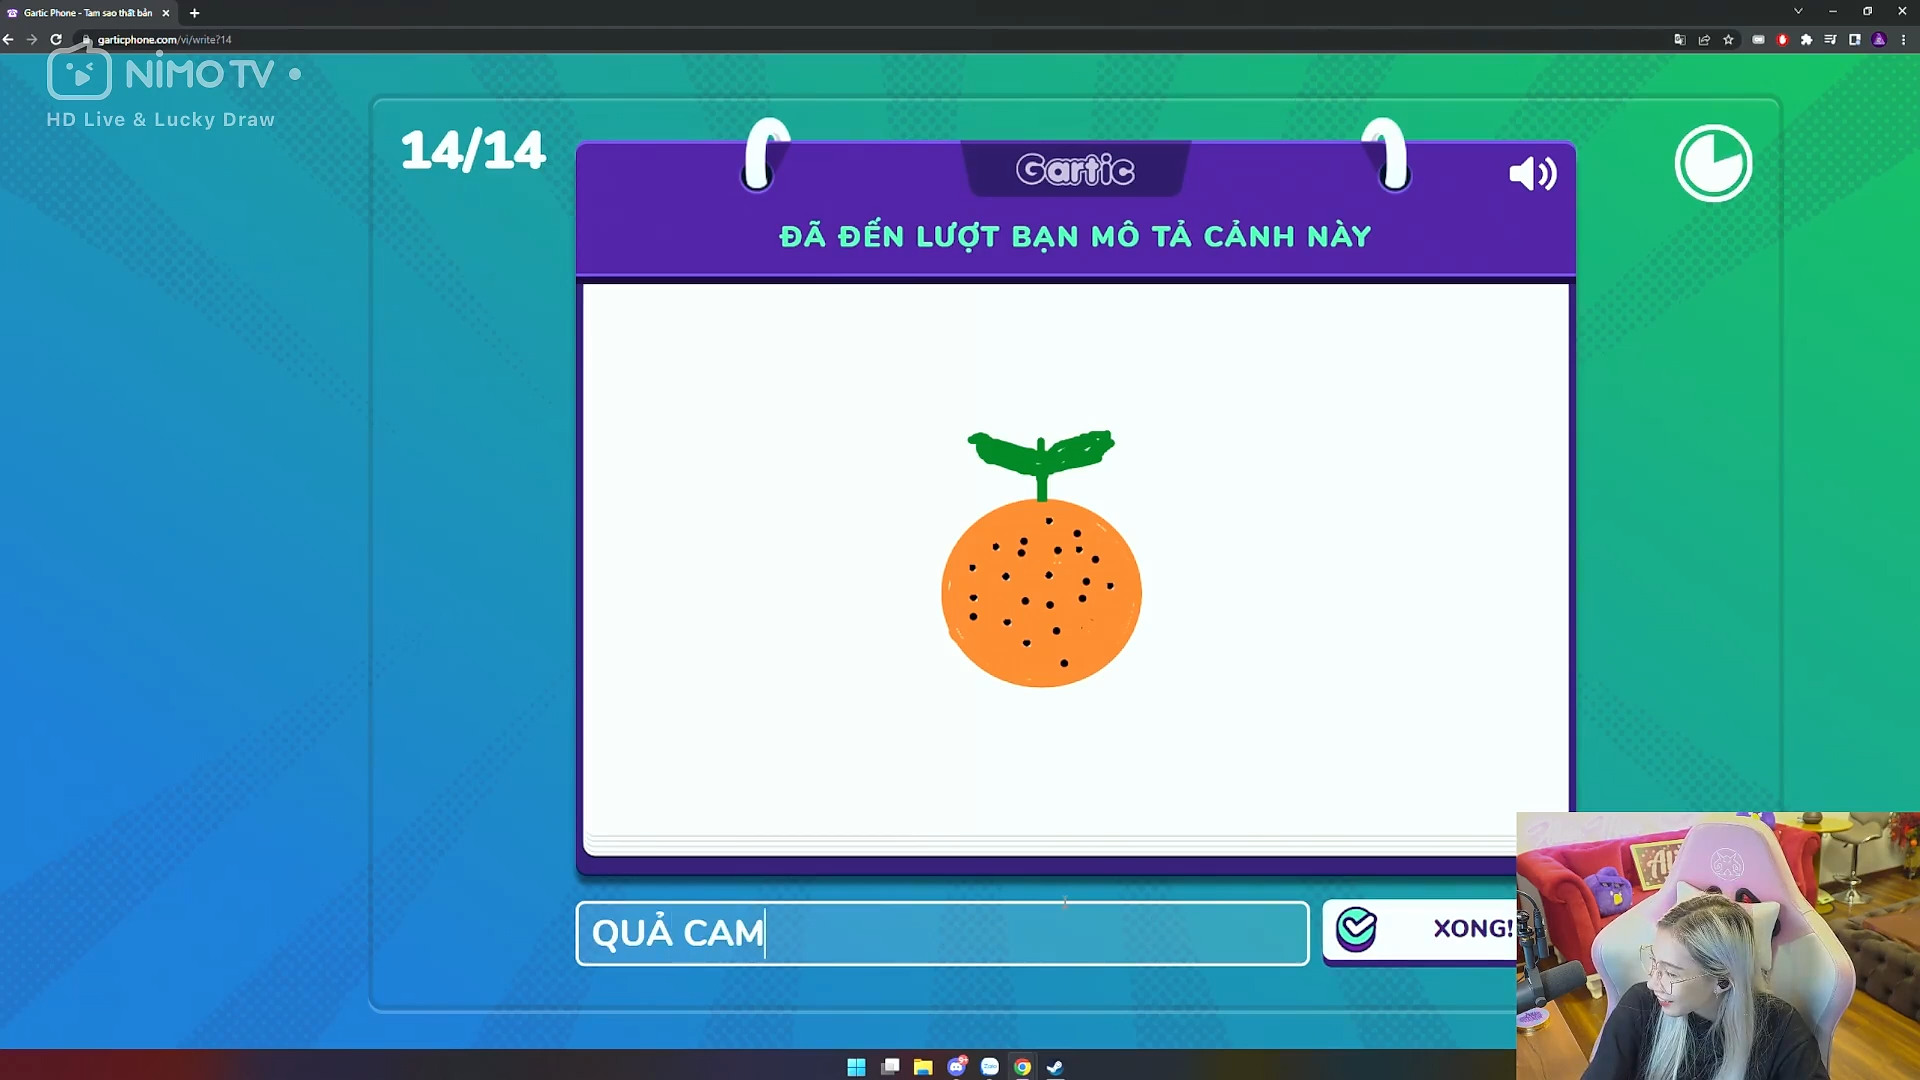 Gartic Phone - Tam sao thất bản
garticphone.com/vi/write?14
NIMO TV
HD Live & Lucky Draw
14/14
Gartic
ĐÃ ĐẾN LƯỢT BẠN MÔ TẢ CẢNH NÀY
QUẢ CAM
XONG!